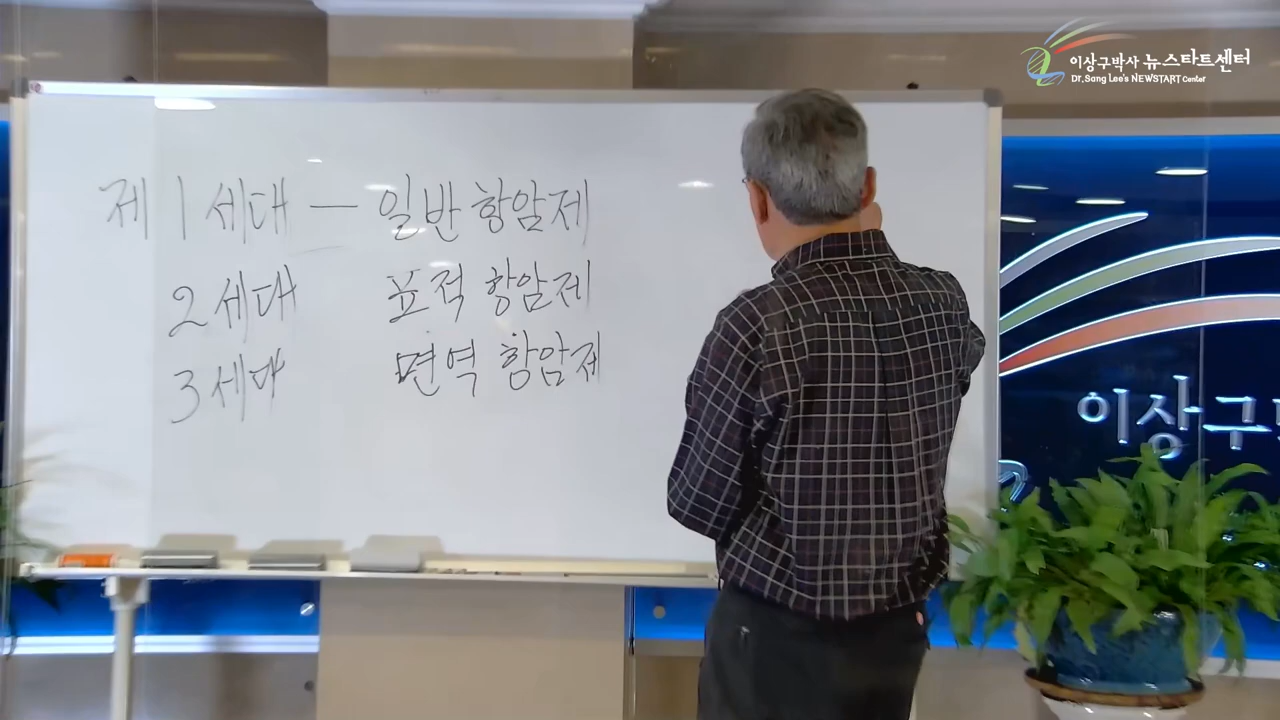 이상구박사 뉴스타트센터
Dr. Sang Lee's NEWSTART Center
제 1 세대 — 일반 항암제
2 세대 표적 항암제
3 세대 면역 항암제
이상구